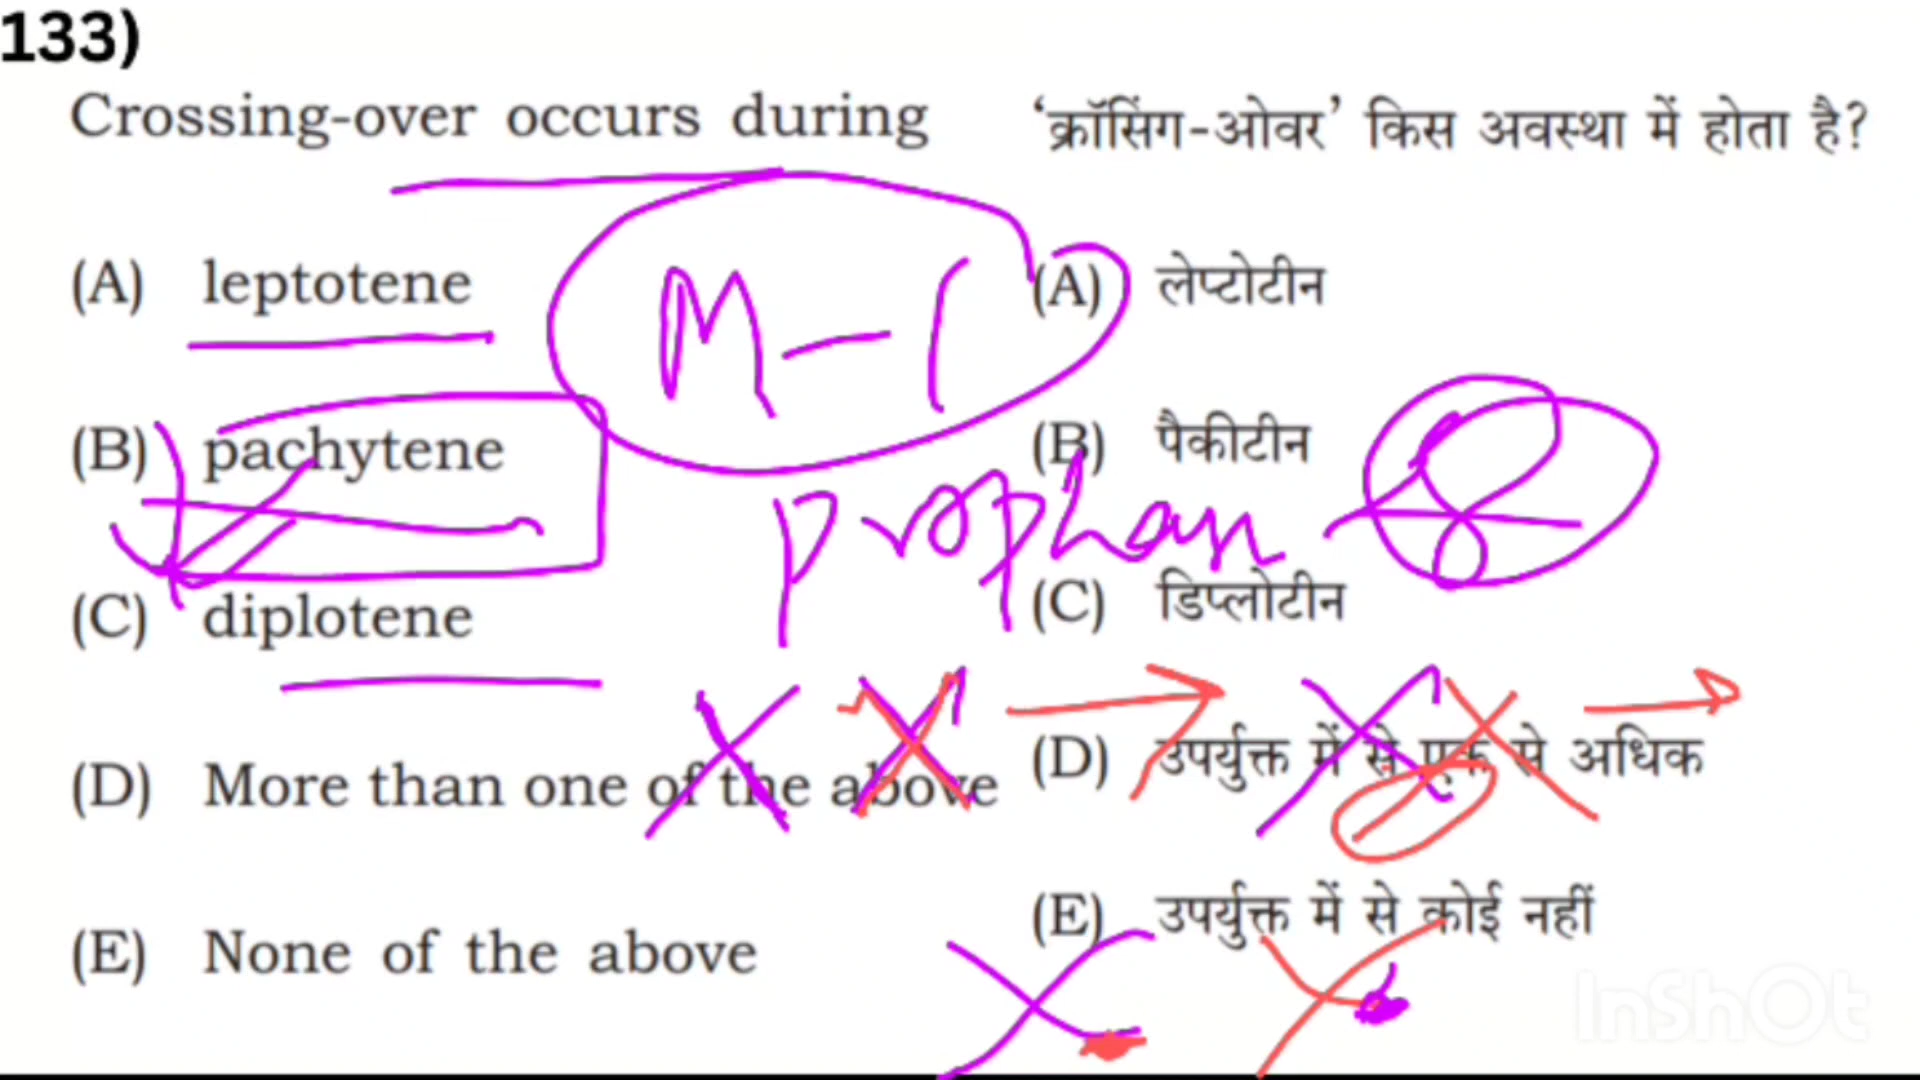 133)
Crossing-over occurs during
(A) leptotene
(B) pachytene
(C) diplotene
(D) More than one of the above
(E) None of the above
'क्रॉसिंग-ओवर' किस अवस्था में होता है?
(A) लेप्टोटीन
(B) पैकीटीन
(C) डिप्लोटीन
(D) उपर्युक्त में से एक से अधिक
(E) उपर्युक्त में से कोई नहीं
M-1
InShOt